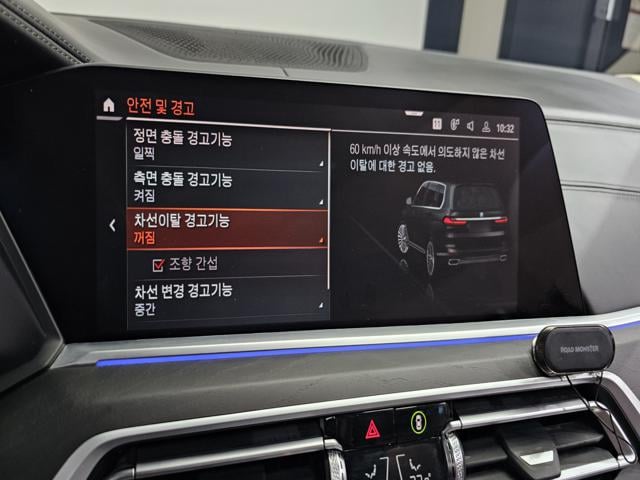 안전 및 경고
10:32
정면 충돌 경고기능
일찍
측면 충돌 경고기능
켜짐
차선이탈 경고기능
꺼짐
조향 간섭
차선 변경 경고기능
중간
60 km/h 이상 속도에서 의도하지 않은 차선
이탈에 대한 경고 없음.
ROAD MONSTER